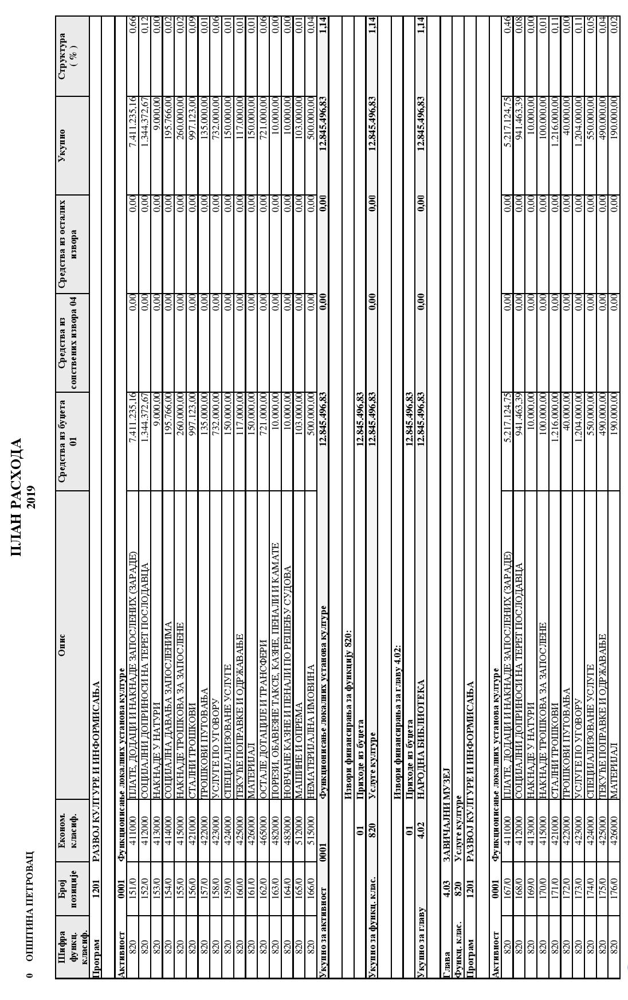 ПЛАН РАСХОДА
2019
0 ОПШТИНА ПЕТРОВАЦ
Шифра функц. класиф. Број позиције Економ. класиф. Опис Средства из буџета 01 Средства из сопствених извора 04 Средства из осталих извора Укупно Структура ( % )
Програм 1201 РАЗВОЈ КУЛТУРЕ И ИНФОРМИСАЊА
Активност 0001 Функционисање локалних установа културе
820 151/0 411000 ПЛАТЕ, ДОДАЦИ И НАКНАДЕ ЗАПОСЛЕНИХ (ЗАРАДЕ) 7.411.235,16 0,00 0,00 7.411.235,16 0,66
820 152/0 412000 СОЦИЈАЛНИ ДОПРИНОСИ НА ТЕРЕТ ПОСЛОДАВЦА 1.344.372,67 0,00 0,00 1.344.372,67 0,12
820 153/0 413000 НАКНАДЕ У НАТУРИ 9.000,00 0,00 0,00 9.000,00 0,00
820 154/0 414000 СОЦИЈАЛНА ДАВАЊА ЗАПОСЛЕНИМА 195.766,00 0,00 0,00 195.766,00 0,02
820 155/0 415000 НАКНАДЕ ТРОШКОВА ЗА ЗАПОСЛЕНЕ 260.000,00 0,00 0,00 260.000,00 0,02
820 156/0 421000 СТАЛНИ ТРОШКОВИ 997.123,00 0,00 0,00 997.123,00 0,09
820 157/0 422000 ТРОШКОВИ ПУТОВАЊА 135.000,00 0,00 0,00 135.000,00 0,01
820 158/0 423000 УСЛУГЕ ПО УГОВОРУ 732.000,00 0,00 0,00 732.000,00 0,06
820 159/0 424000 СПЕЦИЈАЛИЗОВАНЕ УСЛУГЕ 150.000,00 0,00 0,00 150.000,00 0,01
820 160/0 425000 ТЕКУЋЕ ПОПРАВКЕ И ОДРЖАВАЊЕ 117.000,00 0,00 0,00 117.000,00 0,01
820 161/0 426000 МАТЕРИЈАЛ 150.000,00 0,00 0,00 150.000,00 0,01
820 162/0 465000 ОСТАЛЕ ДОТАЦИЈЕ И ТРАНСФЕРИ 721.000,00 0,00 0,00 721.000,00 0,06
820 163/0 482000 ПОРЕЗИ, ОБАВЕЗНЕ ТАКСЕ, КАЗНЕ, ПЕНАЛИ И КАМАТЕ 10.000,00 0,00 0,00 10.000,00 0,00
820 164/0 483000 НОВЧАНЕ КАЗНЕ И ПЕНАЛИ ПО РЕШЕЊУ СУДОВА 10.000,00 0,00 0,00 10.000,00 0,00
820 165/0 512000 МАШИНЕ И ОПРЕМА 103.000,00 0,00 0,00 103.000,00 0,01
820 166/0 515000 НЕМАТЕРИЈАЛНА ИМОВИНА 500.000,00 0,00 0,00 500.000,00 0,04
Укупно за активност 0001 Функционисање локалних установа културе 12.845.496,83 0,00 0,00 12.845.496,83 1,14
Извори финансирања за функцију 820:
01 Приходе из буџета 12.845.496,83
Укупно за функц. клас. 820 Услуге културе 12.845.496,83 0,00 0,00 12.845.496,83 1,14
Извори финансирања за главу 4.02:
01 Приходе из буџета 12.845.496,83
Укупно за главу 4.02 НАРОДНА БИБЛИОТЕКА 12.845.496,83 0,00 0,00 12.845.496,83 1,14
Глава 4.03 ЗАВИЧАЈНИ МУЗЕЈ
Функц. клас. 820 Услуге културе
Програм 1201 РАЗВОЈ КУЛТУРЕ И ИНФОРМИСАЊА
Активност 0001 Функционисање локалних установа културе
820 167/0 411000 ПЛАТЕ, ДОДАЦИ И НАКНАДЕ ЗАПОСЛЕНИХ (ЗАРАДЕ) 5.217.124,75 0,00 0,00 5.217.124,75 0,46
820 168/0 412000 СОЦИЈАЛНИ ДОПРИНОСИ НА ТЕРЕТ ПОСЛОДАВЦА 941.463,39 0,00 0,00 941.463,39 0,08
820 169/0 413000 НАКНАДЕ У НАТУРИ 10.000,00 0,00 0,00 10.000,00 0,00
820 170/0 415000 НАКНАДЕ ТРОШКОВА ЗА ЗАПОСЛЕНЕ 100.000,00 0,00 0,00 100.000,00 0,01
820 171/0 421000 СТАЛНИ ТРОШКОВИ 1.216.000,00 0,00 0,00 1.216.000,00 0,11
820 172/0 422000 ТРОШКОВИ ПУТОВАЊА 40.000,00 0,00 0,00 40.000,00 0,00
820 173/0 423000 УСЛУГЕ ПО УГОВОРУ 1.204.000,00 0,00 0,00 1.204.000,00 0,11
820 174/0 424000 СПЕЦИЈАЛИЗОВАНЕ УСЛУГЕ 550.000,00 0,00 0,00 550.000,00 0,05
820 175/0 425000 ТЕКУЋЕ ПОПРАВКЕ И ОДРЖАВАЊЕ 490.000,00 0,00 0,00 490.000,00 0,04
820 176/0 426000 МАТЕРИЈАЛ 190.000,00 0,00 0,00 190.000,00 0,02